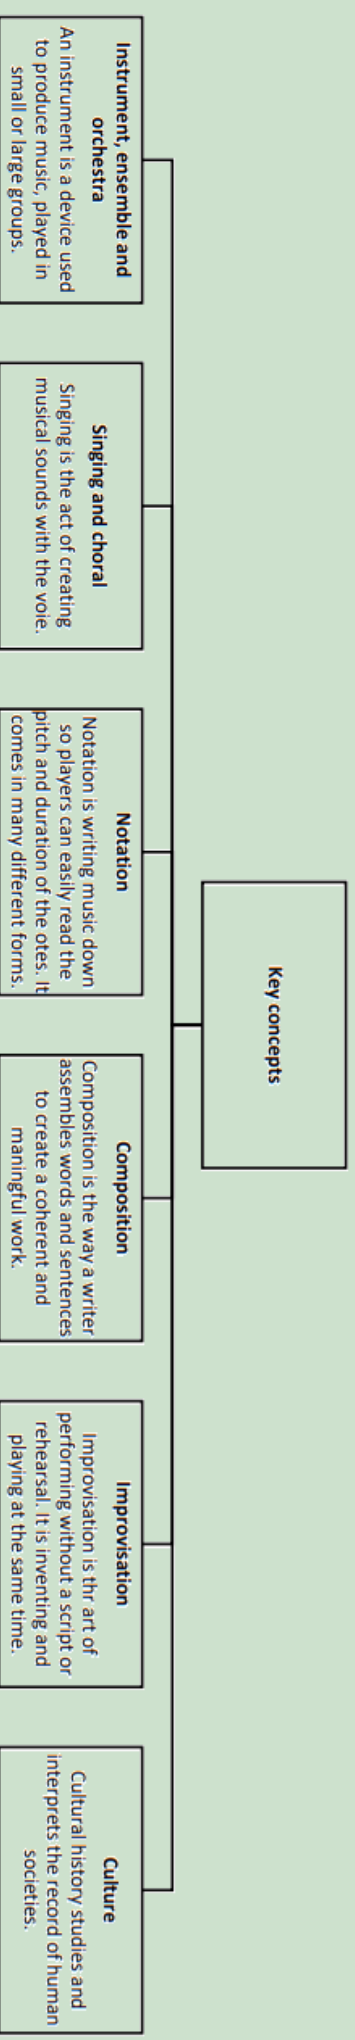 Key concepts
Instrument, ensemble and
orchestra
An instrument is a device used
to produce music, played in
small or large groups.
Singing and choral
Singing is the act of creating
musical sounds with the voie.
Notation
Notation is writing music down
so players can easily read the
pitch and duration of the otes. It
comes in many different forms.
Composition
Composition is the way a writer
assembles words and sentences
to create a coherent and
maningful work.
Improvisation
Improvisation is thr art of
performing without a script or
rehearsal. It is inventing and
playing at the same time.
Culture
Cultural history studies and
interprets the record of human
societies.